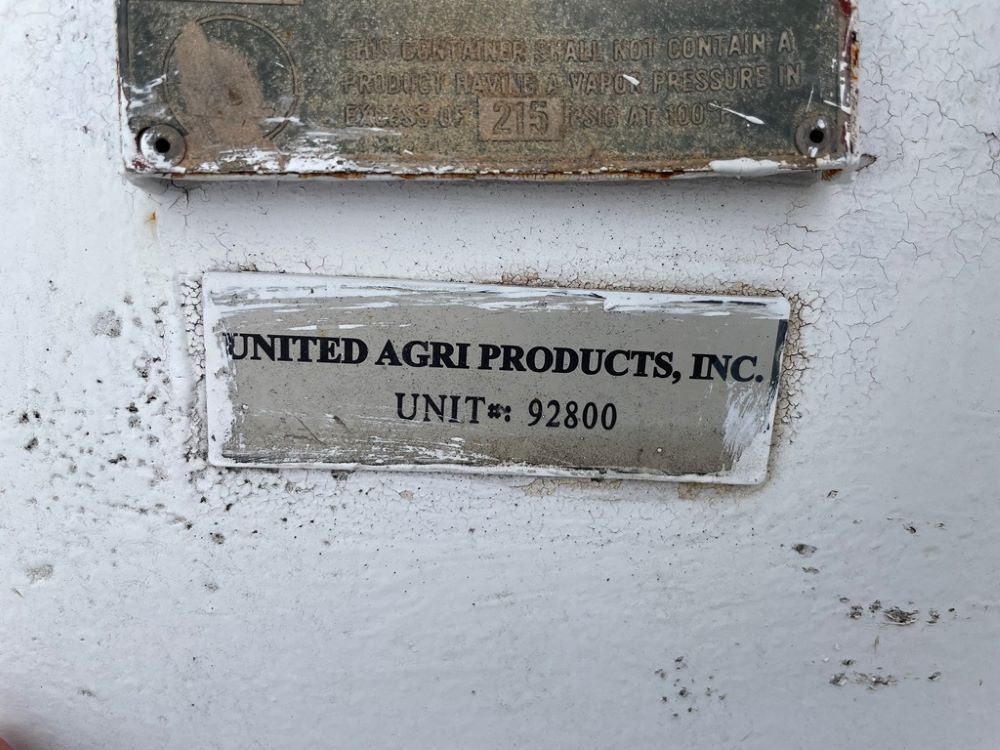 THIS CONTAINER SHALL NOT CONTAIN A
PRODUCT HAVING A VAPOR PRESSURE IN
EXCESS OF 215 PSIG AT 100°F
UNITED AGRI PRODUCTS, INC.
UNIT#: 92800